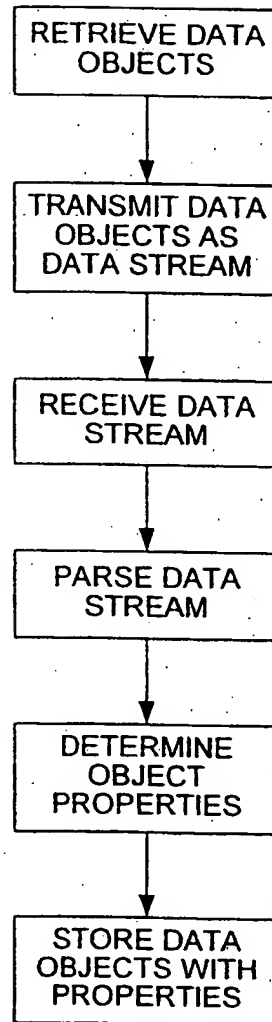 RETRIEVE DATA
OBJECTS
TRANSMIT DATA
OBJECTS AS
DATA STREAM
RECEIVE DATA
STREAM
PARSE DATA
STREAM
DETERMINE
OBJECT
PROPERTIES
STORE DATA
OBJECTS WITH
PROPERTIES